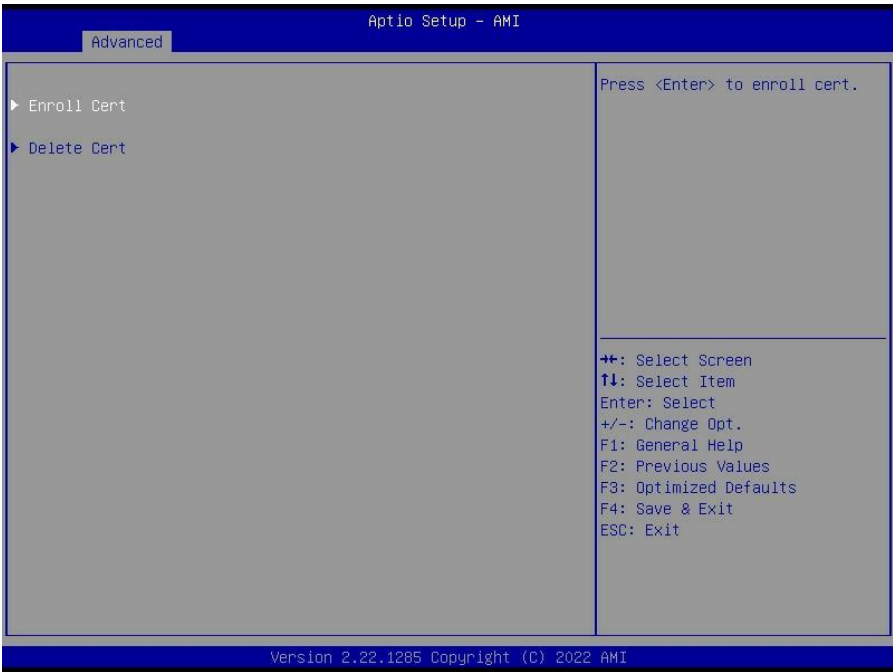 Aptio Setup – AMI
Advanced
▶ Enroll Cert
▶ Delete Cert
Press <Enter> to enroll cert.
→←: Select Screen
↑↓: Select Item
Enter: Select
+/-: Change Opt.
F1: General Help
F2: Previous Values
F3: Optimized Defaults
F4: Save & Exit
ESC: Exit
Version 2.22.1285 Copyright (C) 2022 AMI